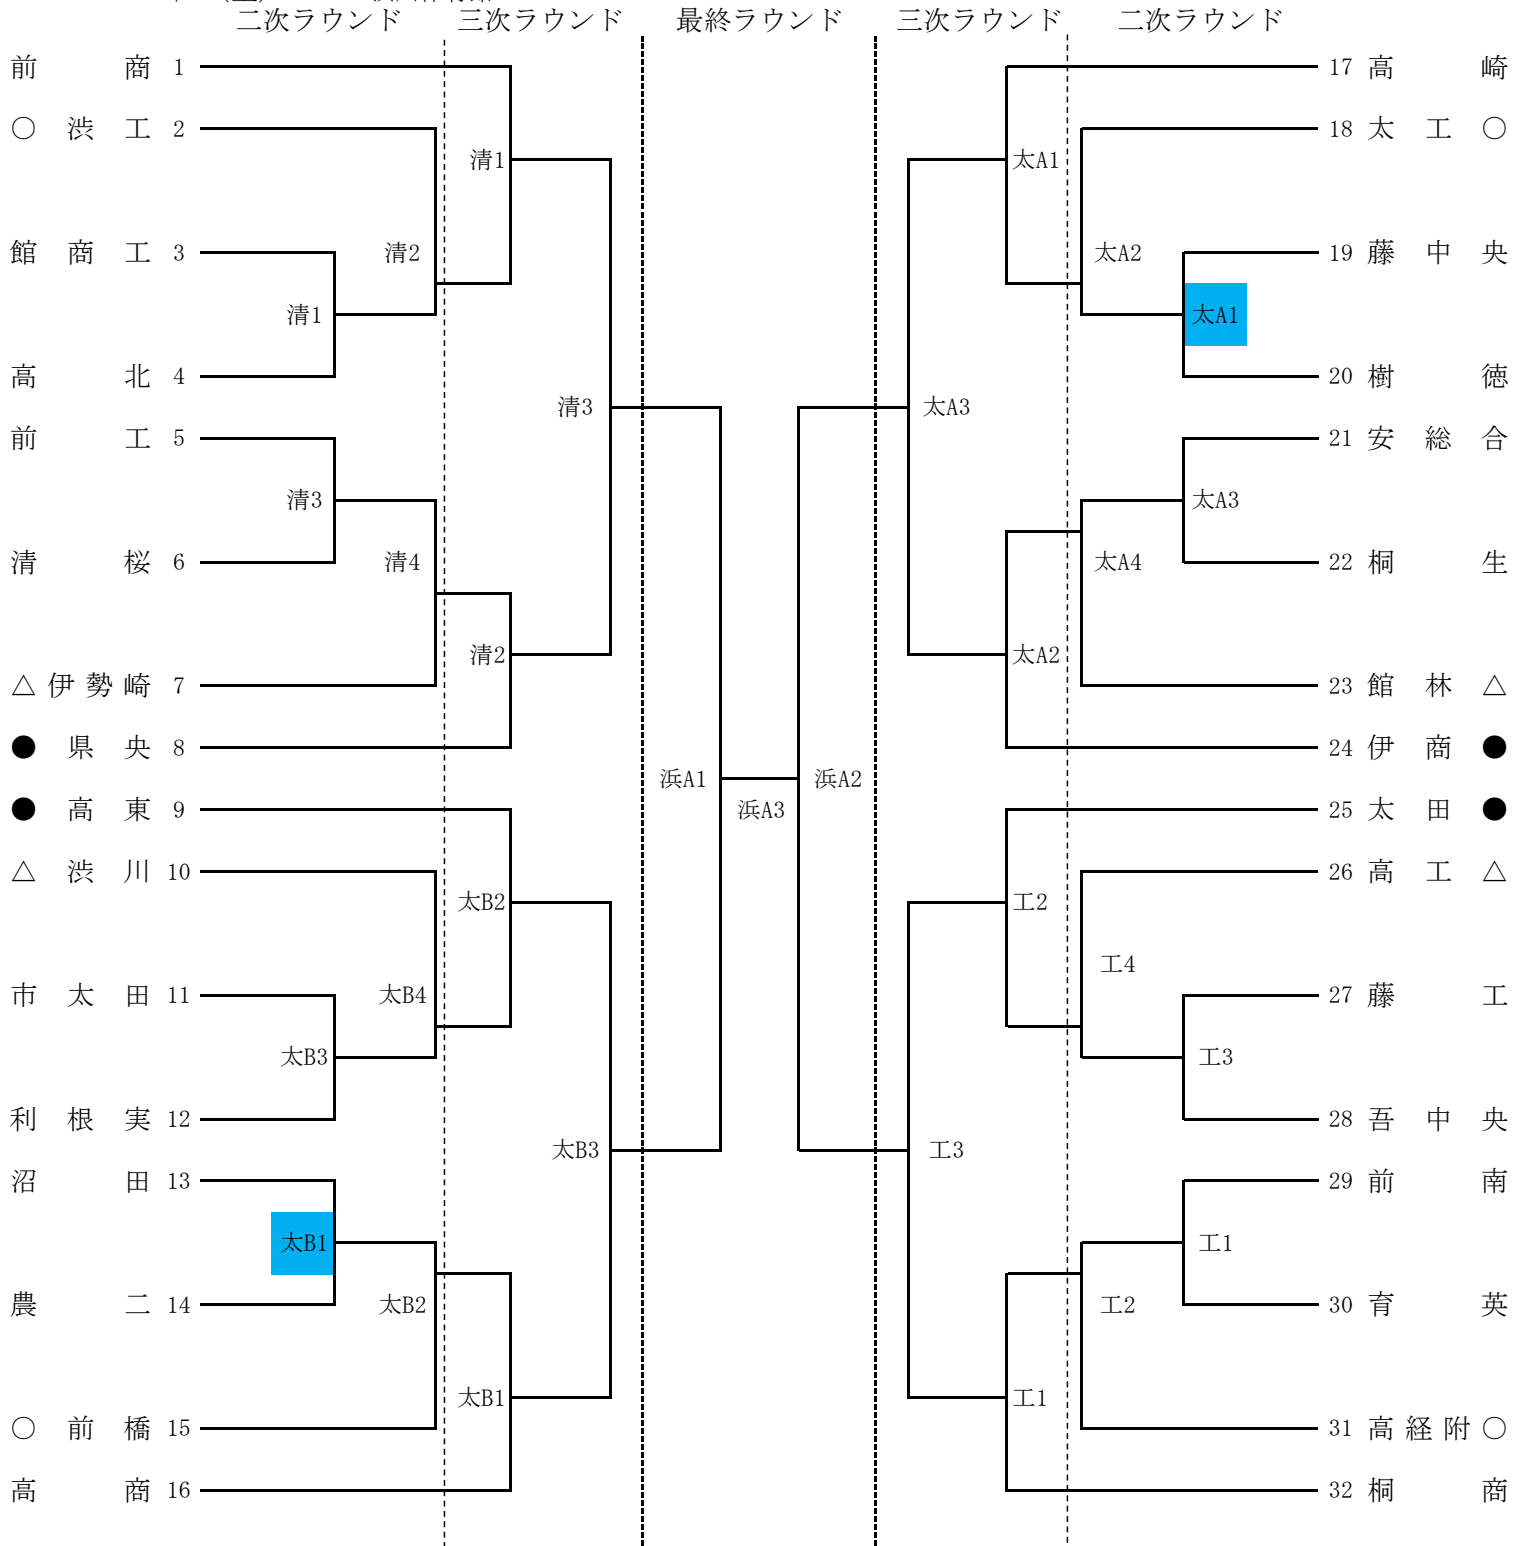 二次ラウンド 三次ラウンド 最終ラウンド 三次ラウンド 二次ラウンド
前商 1
○渋工 2
館商工 3
高北 4
前工 5
清桜 6
△伊勢崎 7
●県央 8
●高東 9
△渋川 10
市太田 11
利根実 12
沼田 13
農二 14
○前橋 15
高商 16
清1
清2
清3
清4
太B3
太B4
太B1
太B2
清1
清2
太B2
太B1
清3
太B3
浜A1
浜A3
浜A2
太A3
工3
太A1
太A2
工2
工1
太A2
太A4
工4
工2
太A1
太A3
工3
工1
17 高崎
18 太工○
19 藤中央
20 樹徳
21 安総合
22 桐生
23 館林△
24 伊商●
25 太田●
26 高工△
27 藤工
28 吾中央
29 前南
30 育英
31 高経附○
32 桐商